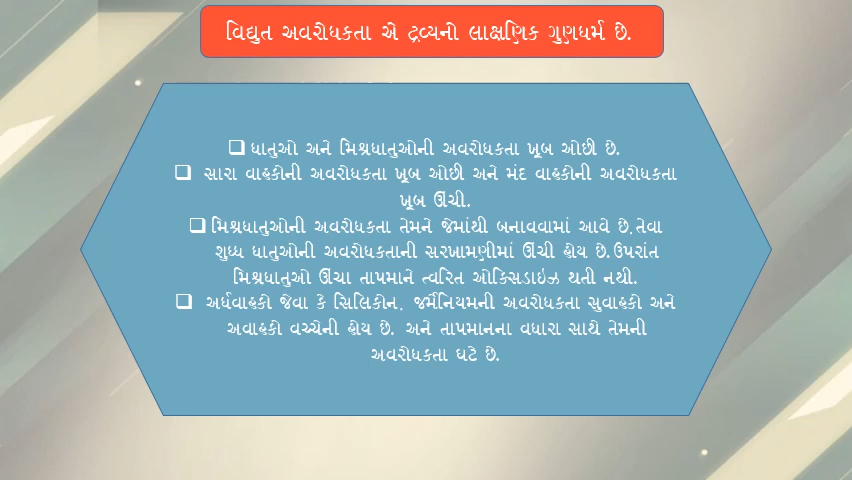 વિદ્યુત અવરોધકતા એ દ્રવ્યનો લાક્ષણિક ગુણધર્મ છે.
❑ ધાતુઓ અને મિશ્રધાતુઓની અવરોધકતા ખૂબ ઓછી છે.
❑ સારા વાહકોની અવરોધકતા ખૂબ ઓછી અને મંદ વાહકોની અવરોધકતા
ખૂબ ઊંચી.
❑ મિશ્રધાતુઓની અવરોધકતા તેમને જેમાંથી બનાવવામાં આવે છે.તેવા
શુધ્ધ ધાતુઓની અવરોધકતાની સરખામણીમાં ઊંચી હોય છે.ઉપરાંત
મિશ્રધાતુઓ ઊંચા તાપમાને ત્વરિત ઓક્સિડાઇઝ થતી નથી.
❑ અર્ધવાહકો જેવા કે સિલિકોન, જર્મેનિયમની અવરોધકતા સુવાહકો અને
અવાહકો વચ્ચેની હોય છે. અને તાપમાનના વધારા સાથે તેમની
અવરોધકતા ઘટે છે.